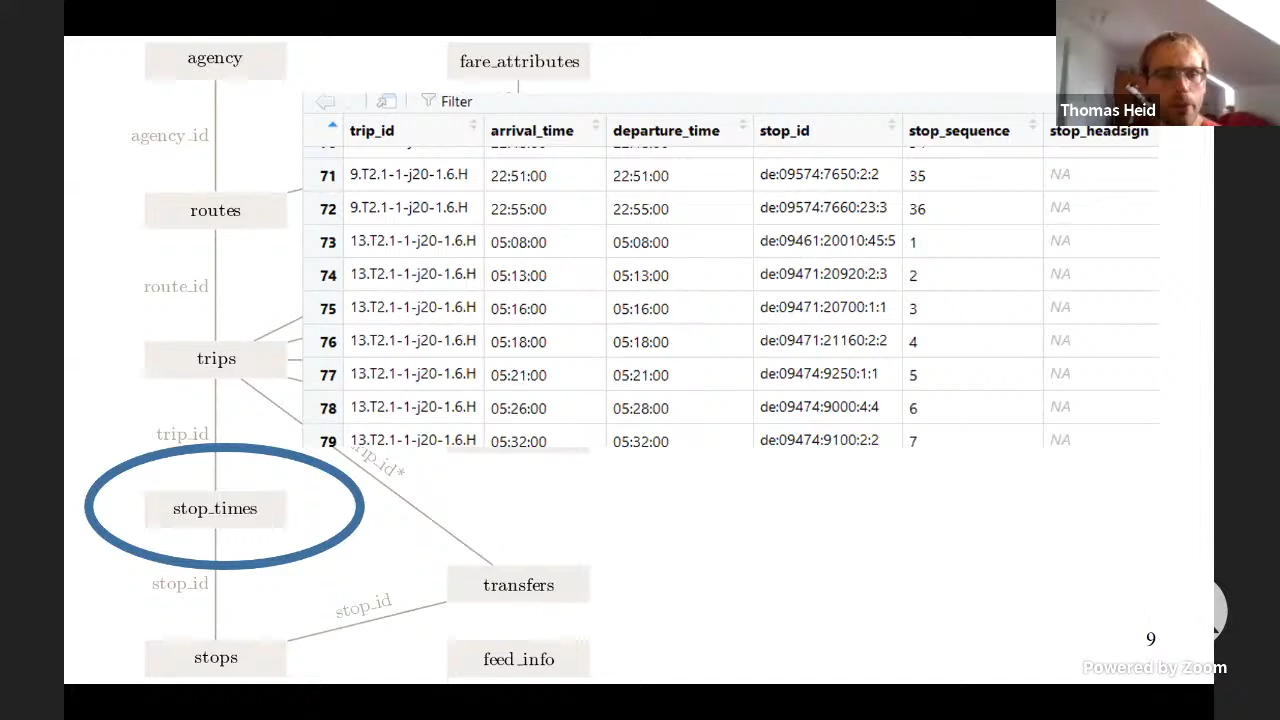 agency
fare_attributes
Thomas Heid
agency_id
Filter
trip_id arrival_time departure_time stop_id stop_sequence stop_headsign
71 9.T2.1-1-j20-1.6.H 22:51:00 22:51:00 de:09574:7650:2:2 35 NA
72 9.T2.1-1-j20-1.6.H 22:55:00 22:55:00 de:09574:7660:23:3 36 NA
73 13.T2.1-1-j20-1.6.H 05:08:00 05:08:00 de:09461:20010:45:5 1 NA
74 13.T2.1-1-j20-1.6.H 05:13:00 05:13:00 de:09471:20920:2:3 2 NA
75 13.T2.1-1-j20-1.6.H 05:16:00 05:16:00 de:09471:20700:1:1 3 NA
76 13.T2.1-1-j20-1.6.H 05:18:00 05:18:00 de:09471:21160:2:2 4 NA
77 13.T2.1-1-j20-1.6.H 05:21:00 05:21:00 de:09474:9250:1:1 5 NA
78 13.T2.1-1-j20-1.6.H 05:26:00 05:28:00 de:09474:9000:4:4 6 NA
79 13.T2.1-1-j20-1.6.H 05:32:00 05:32:00 de:09474:9100:2:2 7 NA
routes
route_id
trips
trip_id
trip_id*
stop_times
stop_id
transfers
stop_id
stops
feed_info
9
Powered by Zoom